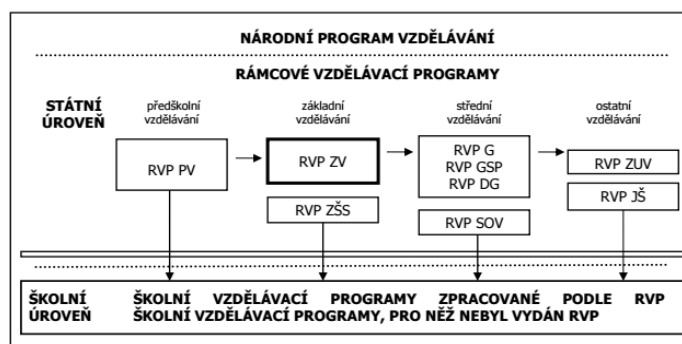 NÁRODNÍ PROGRAM VZDĚLÁVÁNÍ
RÁMCOVÉ VZDĚLÁVACÍ PROGRAMY
STÁTNÍ
ÚROVEŇ
předškolní
vzdělávání
základní
vzdělávání
střední
vzdělávání
ostatní
vzdělávání
RVP PV
RVP ZV
RVP G
RVP GSP
RVP DG
RVP ZUV
RVP ZŠS
RVP SOV
RVP JŠ
ŠKOLNÍ ŠKOLNÍ VZDĚLÁVACÍ PROGRAMY ZPRACOVANÉ PODLE RVP
ÚROVEŇ ŠKOLNÍ VZDĚLÁVACÍ PROGRAMY, PRO NĚŽ NEBYL VYDÁN RVP